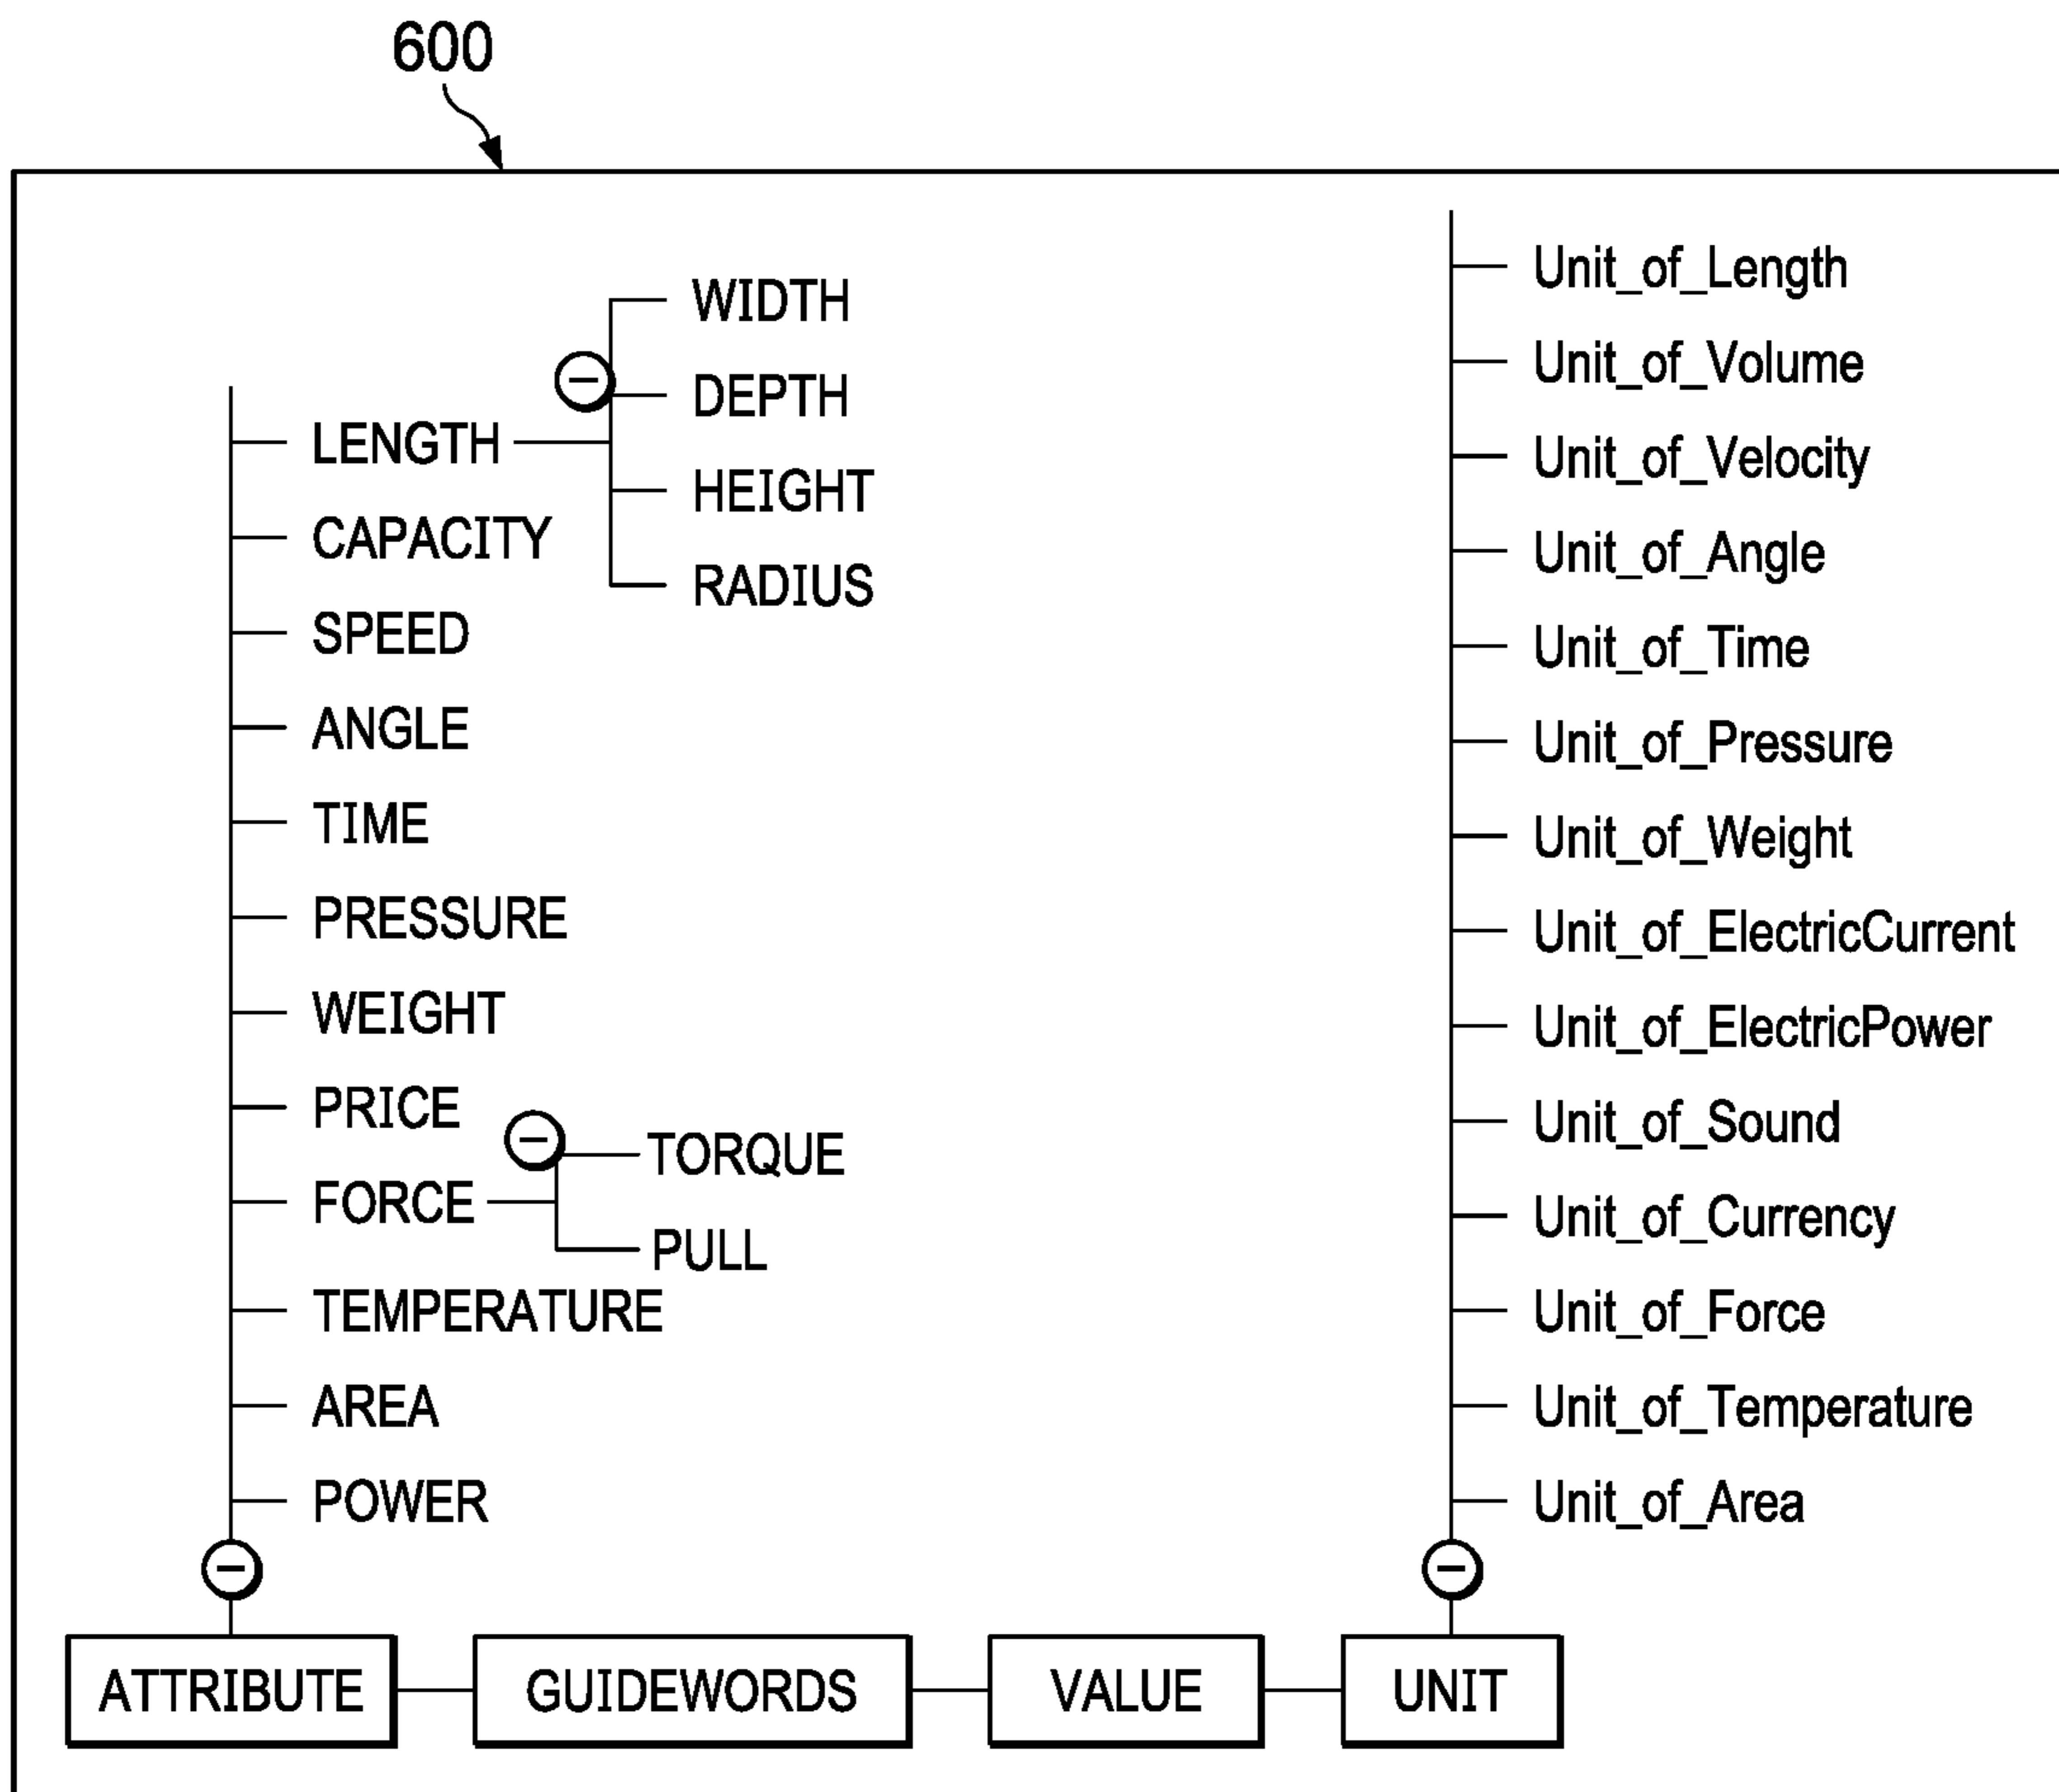 600
WIDTH
DEPTH
HEIGHT
RADIUS
LENGTH
CAPACITY
SPEED
ANGLE
TIME
PRESSURE
WEIGHT
PRICE
FORCE
TORQUE
PULL
TEMPERATURE
AREA
POWER
Unit_of_Length
Unit_of_Volume
Unit_of_Velocity
Unit_of_Angle
Unit_of_Time
Unit_of_Pressure
Unit_of_Weight
Unit_of_ElectricCurrent
Unit_of_ElectricPower
Unit_of_Sound
Unit_of_Currency
Unit_of_Force
Unit_of_Temperature
Unit_of_Area
ATTRIBUTE GUIDEWORDS VALUE UNIT